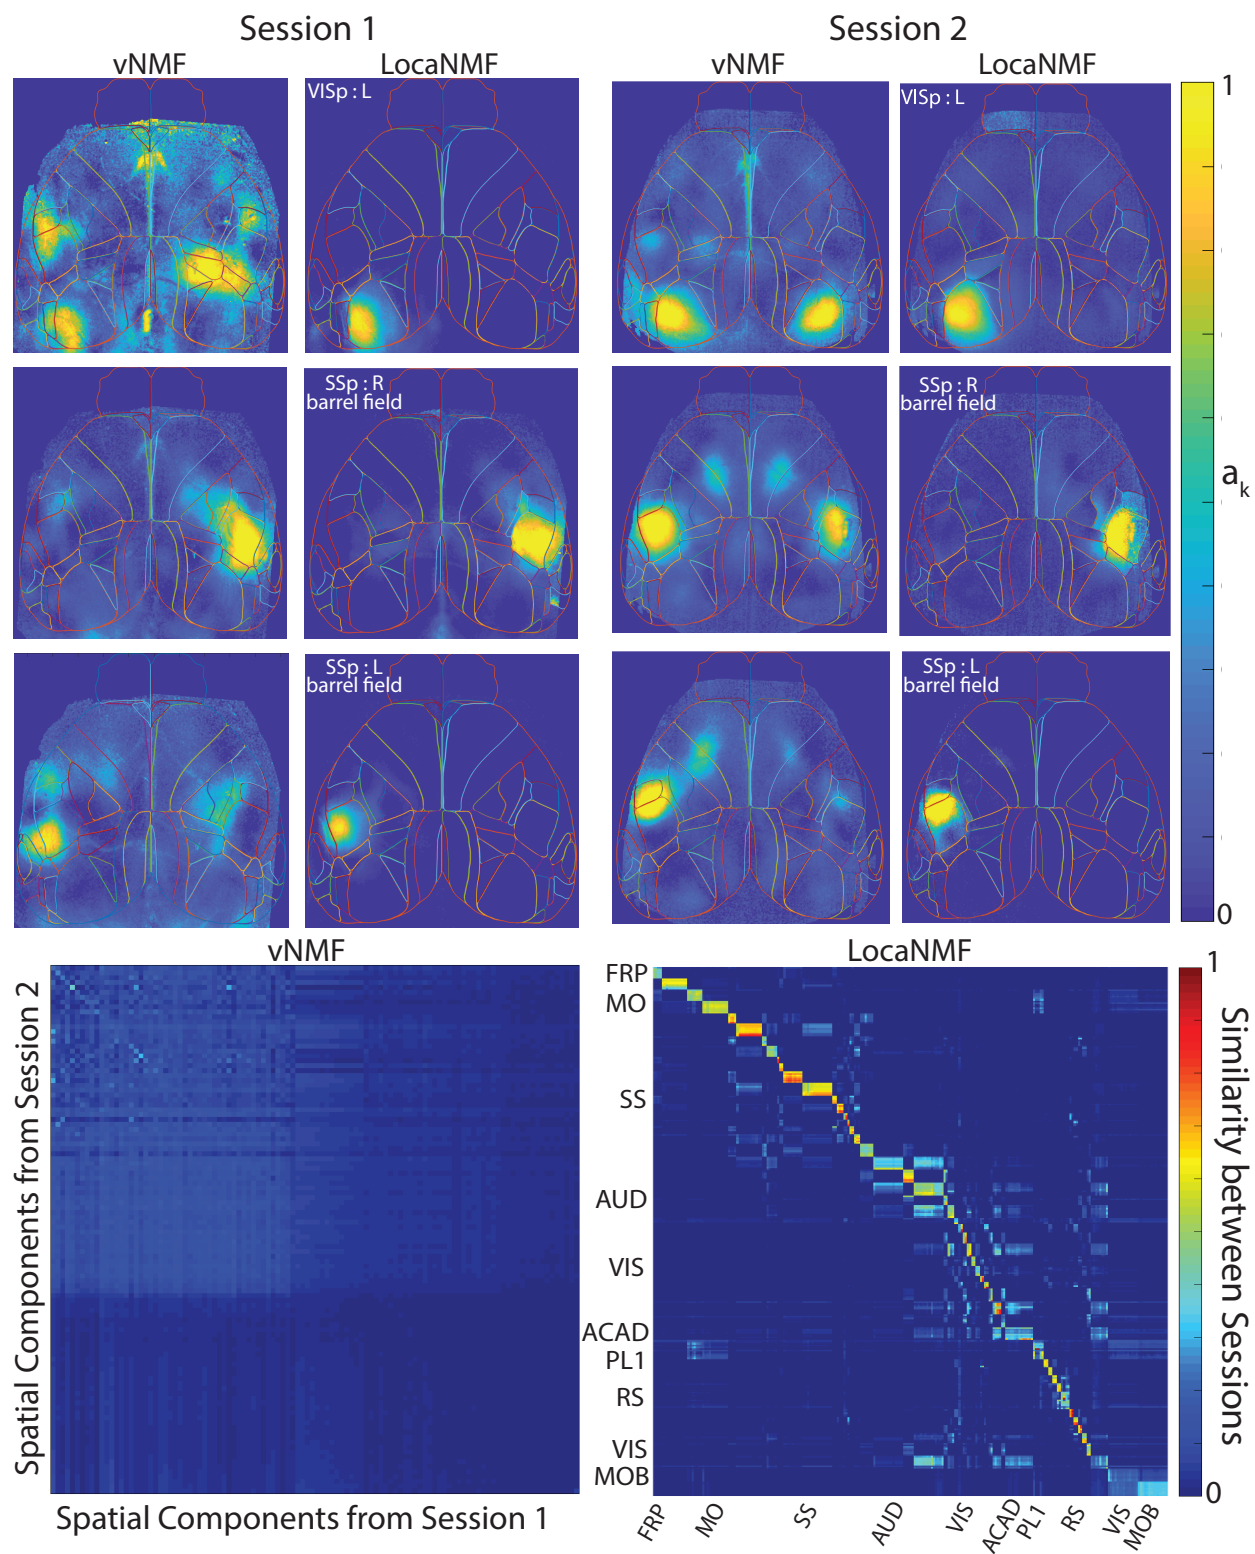 Session 1
Session 2
vNMF
LocaNMF
vNMF
LocaNMF
VISp : L
VISp : L
1
SSp : R
barrel field
SSp : R
barrel field
a_k
SSp : L
barrel field
SSp : L
barrel field
0
vNMF
LocaNMF
Spatial Components from Session 2
FRP
MO
SS
AUD
VIS
ACAD
PL1
RS
VIS
MOB
1
Similarity between Sessions
0
Spatial Components from Session 1
FRP
MO
SS
AUD
VIS
ACAD
PL1
RS
VIS
MOB